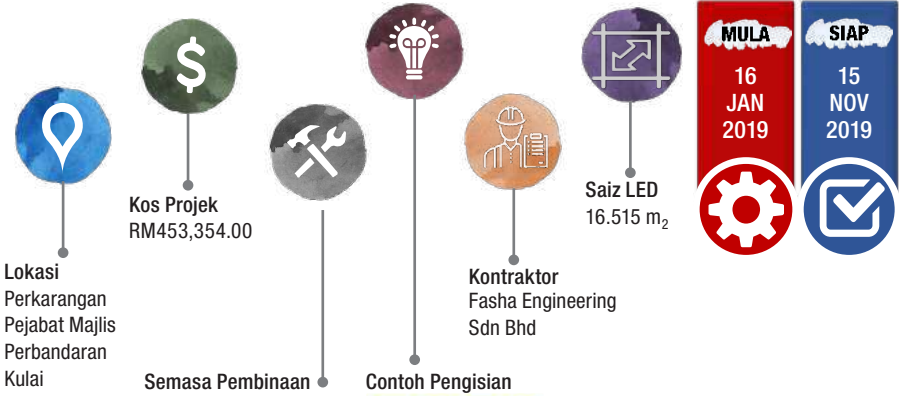 Lokasi
Perkarangan
Pejabat Majlis
Perbandaran
Kulai
$
Kos Projek
RM453,354.00
Semasa Pembinaan
Contoh Pengisian
Kontraktor
Fasha Engineering
Sdn Bhd
Saiz LED
16.515 m₂
MULA
16
JAN
2019
SIAP
15
NOV
2019